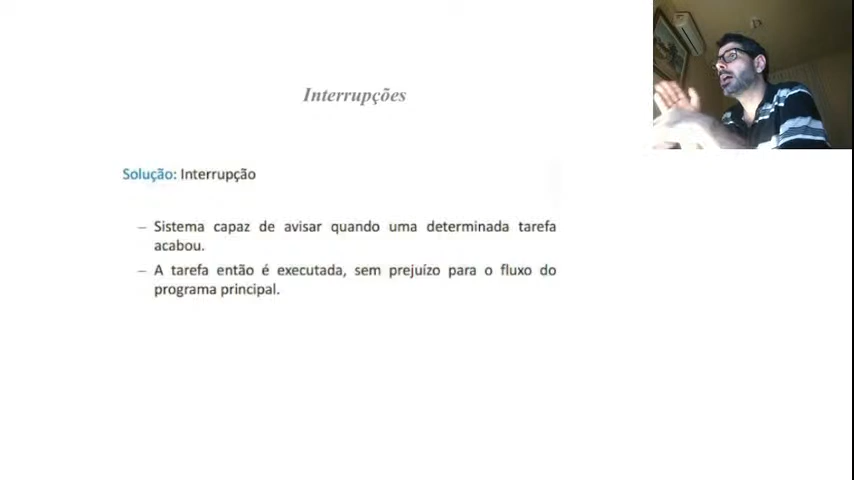 Interrupções
Solução: Interrupção
– Sistema capaz de avisar quando uma determinada tarefa
acabou.
– A tarefa então é executada, sem prejuízo para o fluxo do
programa principal.